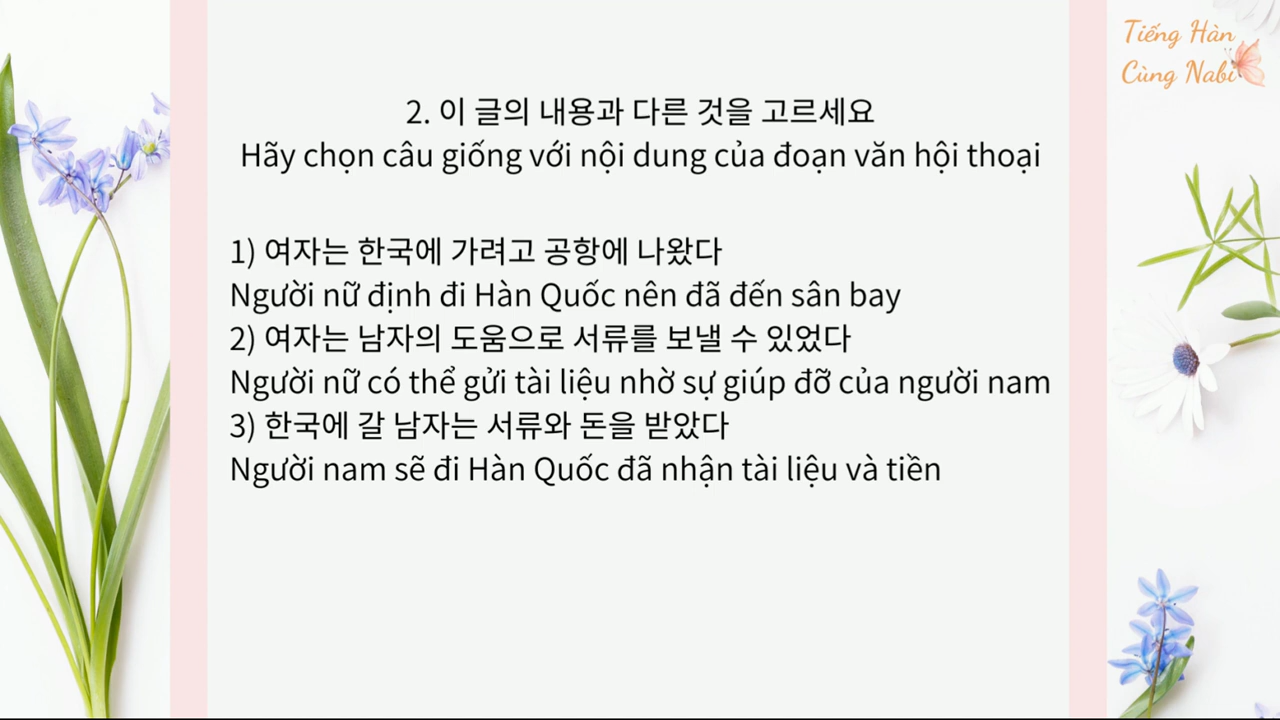 Tiếng Hàn
Cùng Nabi
2. 이 글의 내용과 다른 것을 고르세요
Hãy chọn câu giống với nội dung của đoạn văn hội thoại
1) 여자는 한국에 가려고 공항에 나왔다
Người nữ định đi Hàn Quốc nên đã đến sân bay
2) 여자는 남자의 도움으로 서류를 보낼 수 있었다
Người nữ có thể gửi tài liệu nhờ sự giúp đỡ của người nam
3) 한국에 갈 남자는 서류와 돈을 받았다
Người nam sẽ đi Hàn Quốc đã nhận tài liệu và tiền